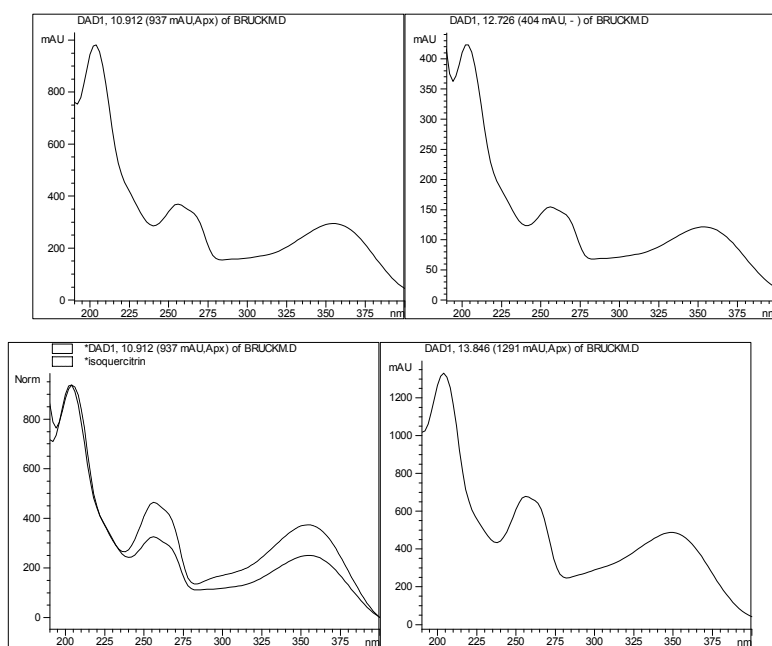 DAD1, 10.912 (937 mAU,Apx) of BRUCKM.D
mAU
800
600
400
200
0
200 225 250 275 300 325 350 375 nm
DAD1, 12.726 (404 mAU, - ) of BRUCKM.D
mAU
400
350
300
250
200
150
100
50
0
200 225 250 275 300 325 350 375 nm
*DAD1, 10.912 (937 mAU,Apx) of BRUCKM.D
*isoquercitrin
Norm
800
600
400
200
0
200 225 250 275 300 325 350 375 nm
DAD1, 13.846 (1291 mAU,Apx) of BRUCKM.D
mAU
1200
1000
800
600
400
200
0
200 225 250 275 300 325 350 375 nm